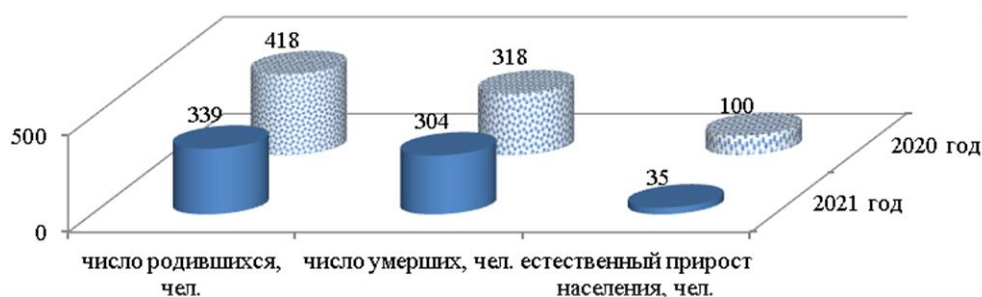 418
318
339
304
100
500
2020 год
35
2021 год
0
число родившихся, чел.
число умерших, чел.
естественный прирост
населения, чел.